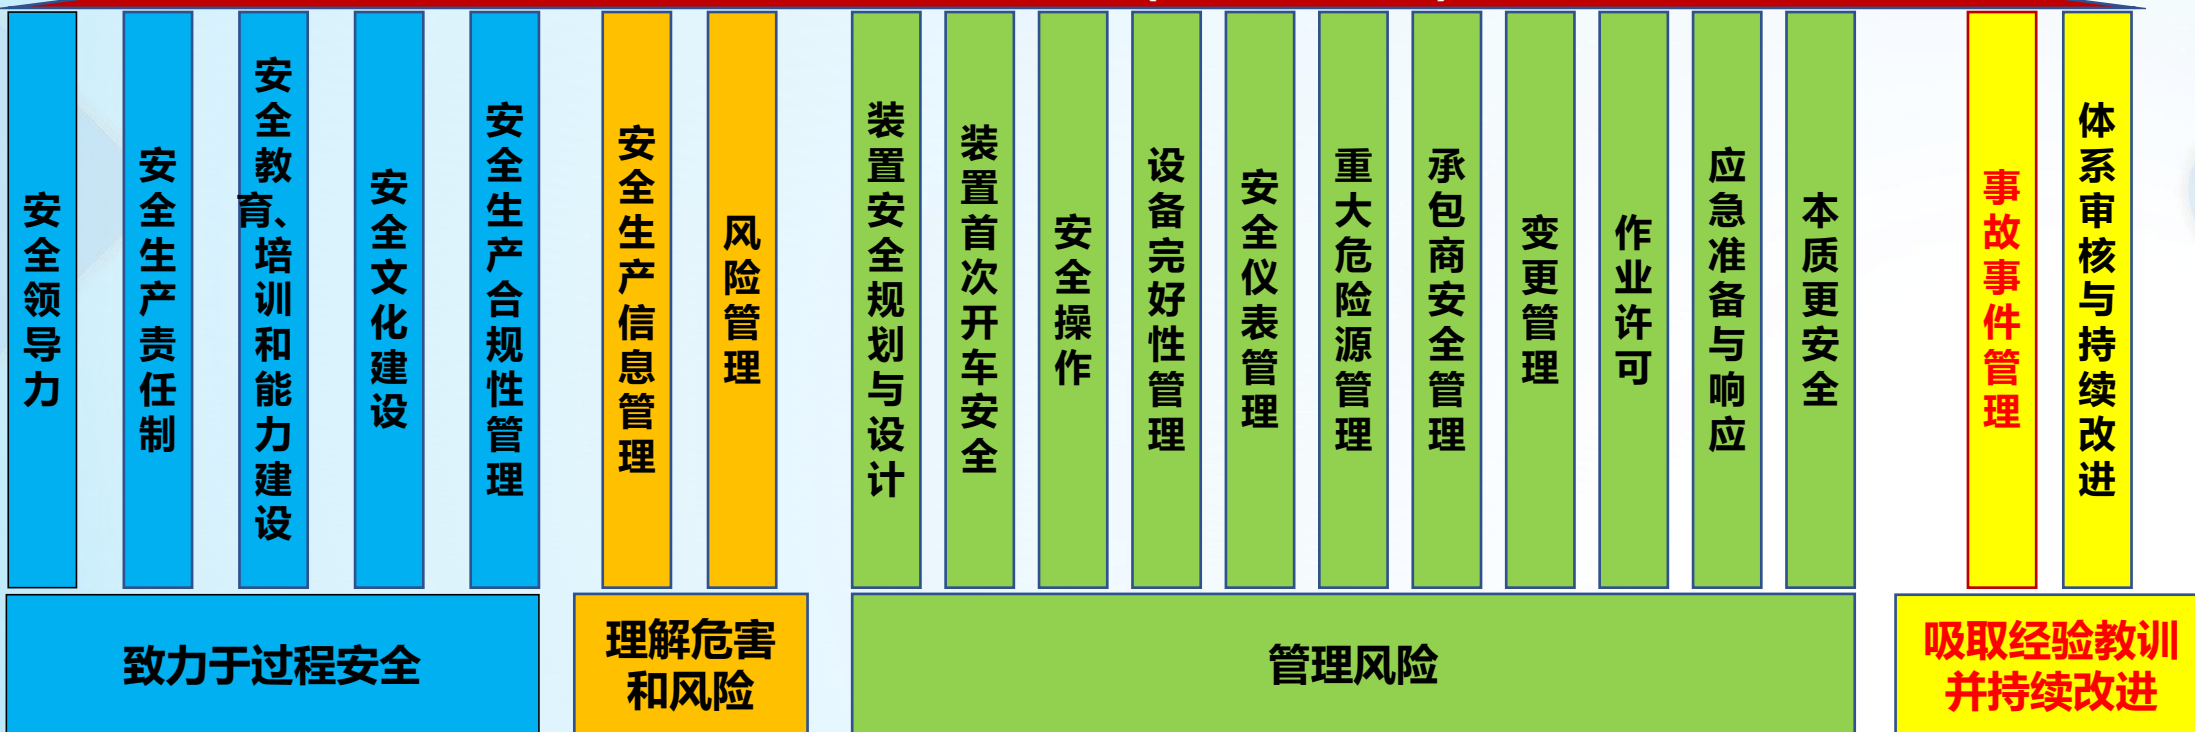 安全领导力
安全生产责任制
安全教育、培训和能力建设
安全文化建设
安全生产合规性管理
安全生产信息管理
风险管理
装置安全规划与设计
装置首次开车安全
安全操作
设备完好性管理
安全仪表管理
重大危险源管理
承包商安全管理
变更管理
作业许可
应急准备与响应
本质更安全
事故事件管理
体系审核与持续改进
致力于过程安全
理解危害
和风险
管理风险
吸取经验教训
并持续改进